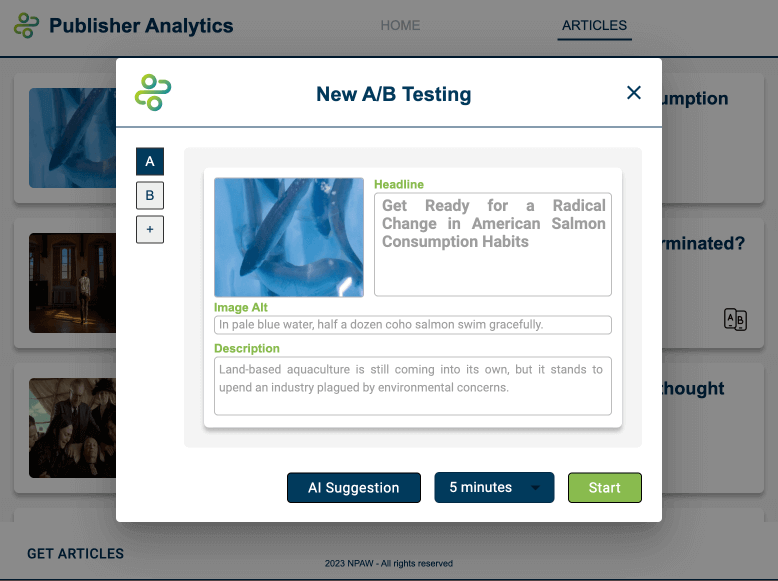 Publisher Analytics
HOME
ARTICLES
New A/B Testing
A
B
+
Headline
Get Ready for a Radical
Change in American Salmon
Consumption Habits
Image Alt
In pale blue water, half a dozen coho salmon swim gracefully.
Description
Land-based aquaculture is still coming into its own, but it stands to
upend an industry plagued by environmental concerns.
AI Suggestion
5 minutes
Start
rminated?
A B
thought
GET ARTICLES
2023 NPAW - All rights reserved